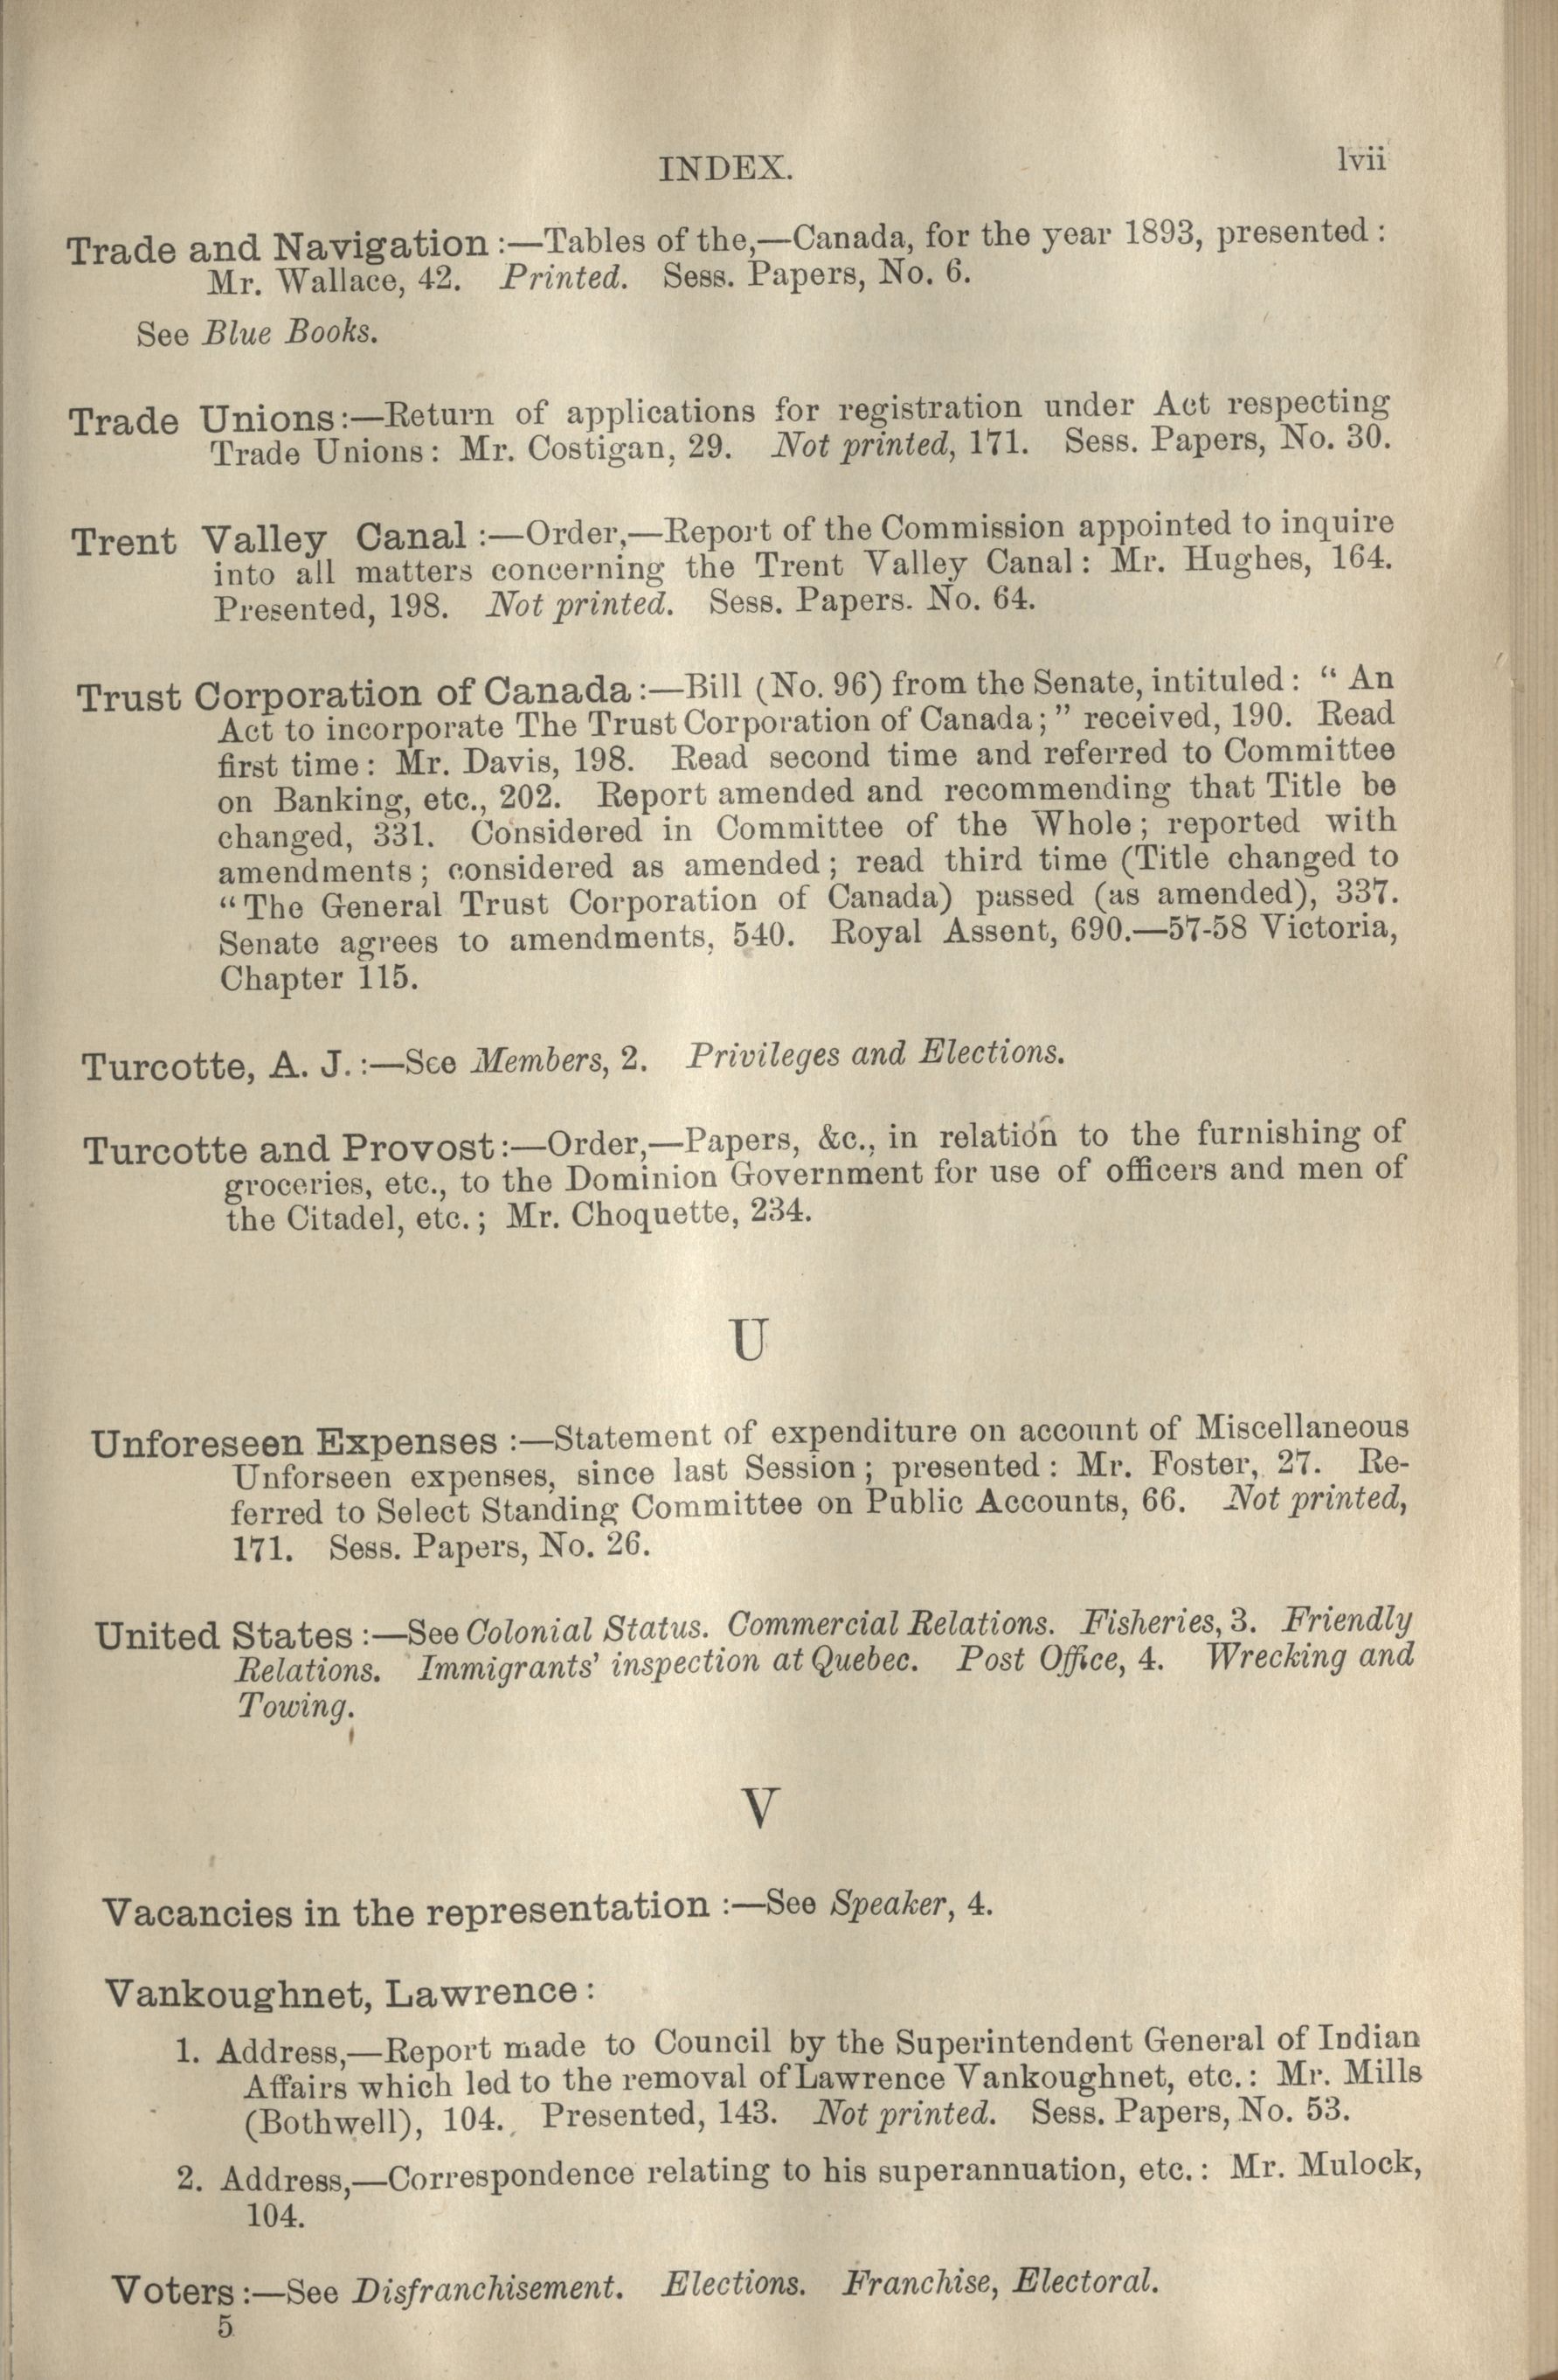 INDEX.
lvii
Trade and Navigation :—Tables of the,—Canada, for the year 1893, presented :
Mr. Wallace, 42. Printed. Sess. Papers, No. 6.
See Blue Books.
Trade Unions:—Return of applications for registration under Act respecting
Trade Unions: Mr. Costigan, 29. Not printed, 171. Sess. Papers, No. 30.
Trent Valley Canal :—Order,—Report of the Commission appointed to inquire
into all matters concerning the Trent Valley Canal: Mr. Hughes, 164.
Presented, 198. Not printed. Sess. Papers. No. 64.
Trust Corporation of Canada:—Bill (No. 96) from the Senate, intituled: “ An
Act to incorporate The Trust Corporation of Canada;” received, 190. Read
first time: Mr. Davis, 198. Read second time and referred to Committee
on Banking, etc., 202. Report amended and recommending that Title be
changed, 331. Considered in Committee of the Whole; reported with
amendments; considered as amended; read third time (Title changed to
“The General Trust Corporation of Canada) passed (as amended), 337.
Senate agrees to amendments, 540. Royal Assent, 690.—57-58 Victoria,
Chapter 115.
Turcotte, A. J. :—See Members, 2. Privileges and Elections.
Turcotte and Provost:—Order,—Papers, &c., in relation to the furnishing of
groceries, etc., to the Dominion Government for use of officers and men of
the Citadel, etc.; Mr. Choquette, 234.
U
Unforeseen Expenses :—Statement of expenditure on account of Miscellaneous
Unforseen expenses, since last Session; presented: Mr. Foster, 27. Re-
ferred to Select Standing Committee on Public Accounts, 66. Not printed,
171. Sess. Papers, No. 26.
United States :—See Colonial Status. Commercial Relations. Fisheries, 3. Friendly
Relations. Immigrants’ inspection at Quebec. Post Office, 4. Wrecking and
Towing.
V
Vacancies in the representation :—See Speaker, 4.
Vankoughnet, Lawrence:
1. Address,—Report made to Council by the Superintendent General of Indian
Affairs which led to the removal of Lawrence Vankoughnet, etc.: Mr. Mills
(Bothwell), 104. Presented, 143. Not printed. Sess. Papers, No. 53.
2. Address,—Correspondence relating to his superannuation, etc.: Mr. Mulock,
104.
Voters:—See Disfranchisement. Elections. Franchise, Electoral.
5